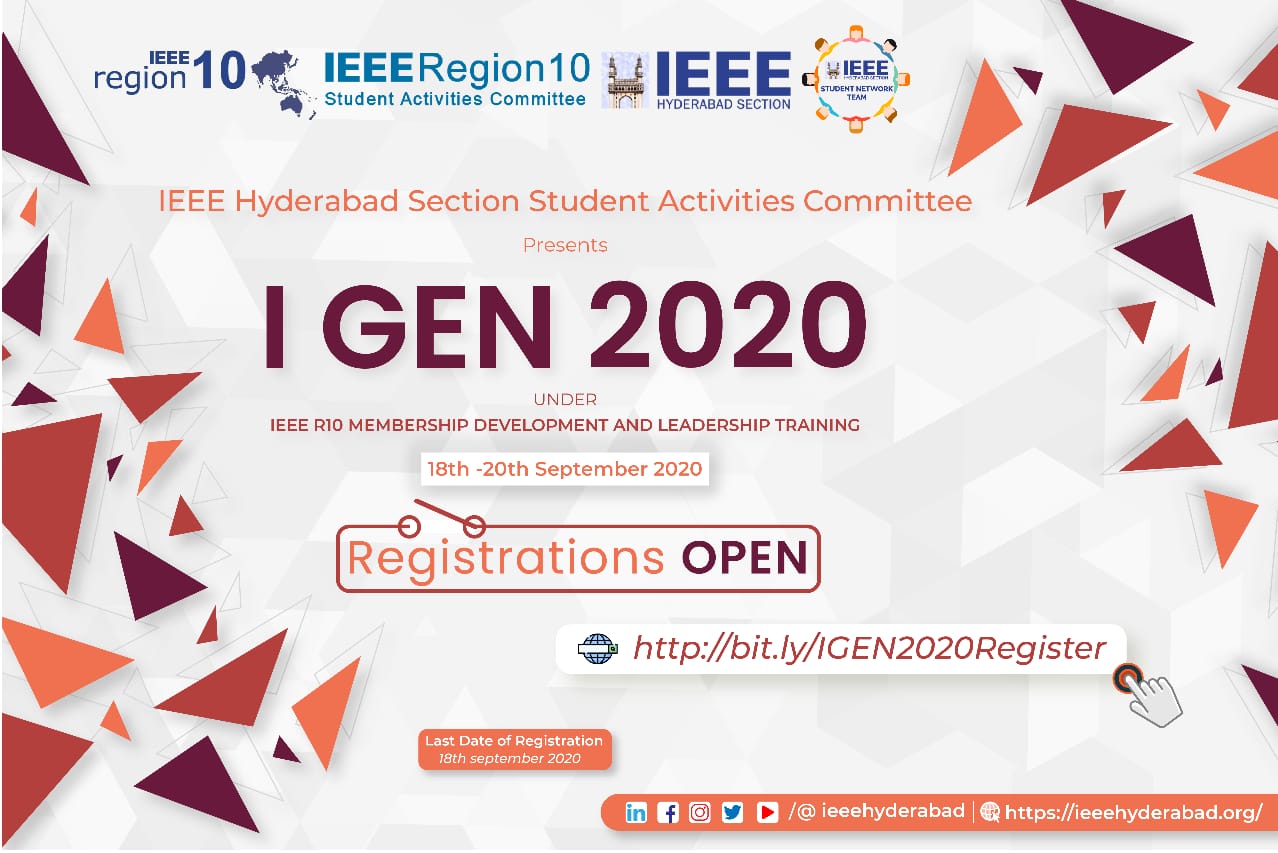 IEEE
region 10
IEEE Region 10
Student Activities Committee
IEEE
HYDERABAD SECTION
IEEE
HYDERABAD SECTION
STUDENT NETWORK
TEAM
IEEE Hyderabad Section Student Activities Committee
Presents
I GEN 2020
UNDER
IEEE R10 MEMBERSHIP DEVELOPMENT AND LEADERSHIP TRAINING
18th -20th September 2020
Registrations OPEN
http://bit.ly/IGEN2020Register
Last Date of Registration
18th september 2020
/@ ieeehyderabad | https://ieeehyderabad.org/